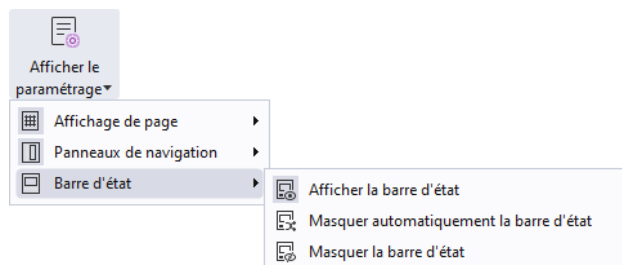 Afficher le
paramétrage
Affichage de page
Panneaux de navigation
Barre d'état
Afficher la barre d'état
Masquer automatiquement la barre d'état
Masquer la barre d'état